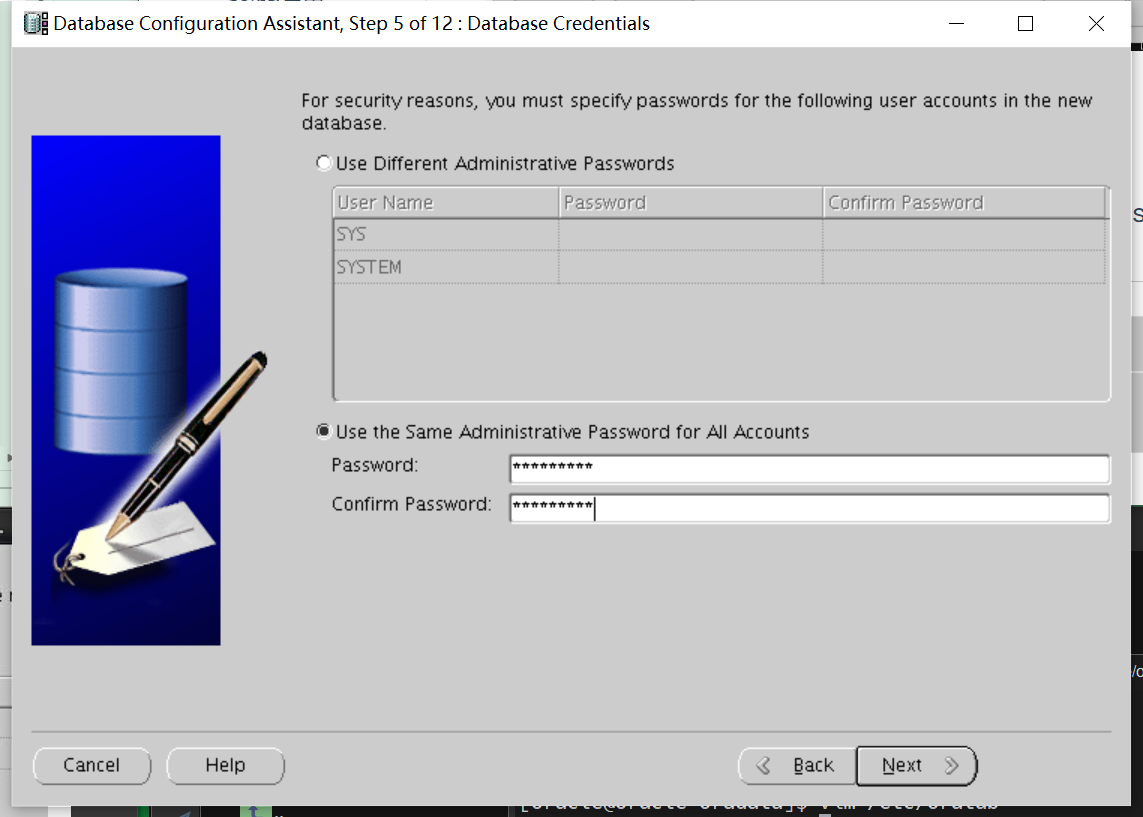 Database Configuration Assistant, Step 5 of 12 : Database Credentials
For security reasons, you must specify passwords for the following user accounts in the new
database.
Use Different Administrative Passwords
User Name Password Confirm Password
SYS
SYSTEM
Use the Same Administrative Password for All Accounts
Password: *********
Confirm Password: *********
Cancel Help Back Next